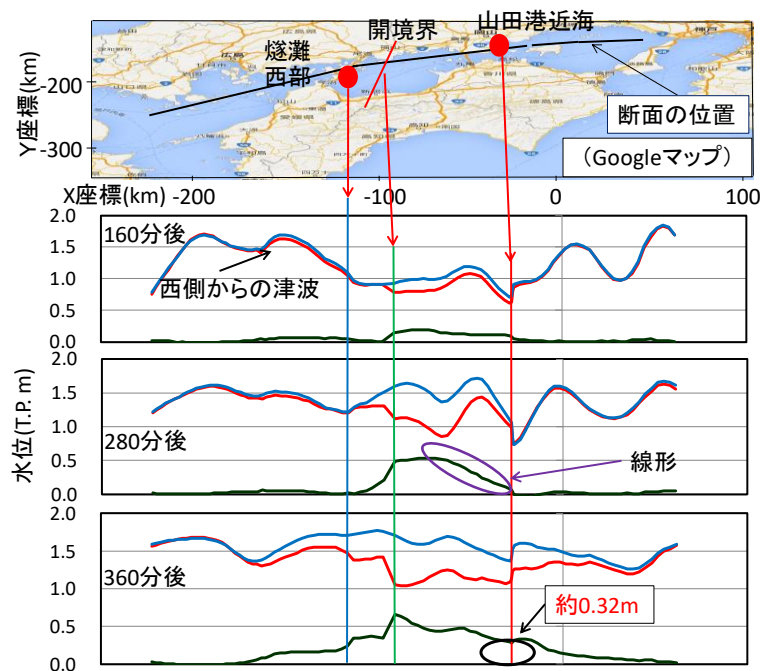 山田港近海
開境界
燧灘
西部
断面の位置
(Googleマップ)
Y座標(km)
-200
-300
X座標(km)
-200
-100
0
100
水位(T.P. m)
2.0
1.5
1.0
0.5
0.0
160分後
西側からの津波
2.0
1.5
1.0
0.5
0.0
280分後
線形
2.0
1.5
1.0
0.5
0.0
360分後
約0.32m